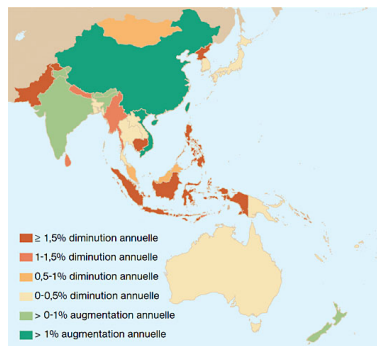 ≥ 1,5% diminution annuelle
1-1,5% diminution annuelle
0,5-1% diminution annuelle
0-0,5% diminution annuelle
> 0-1% augmentation annuelle
> 1% augmentation annuelle